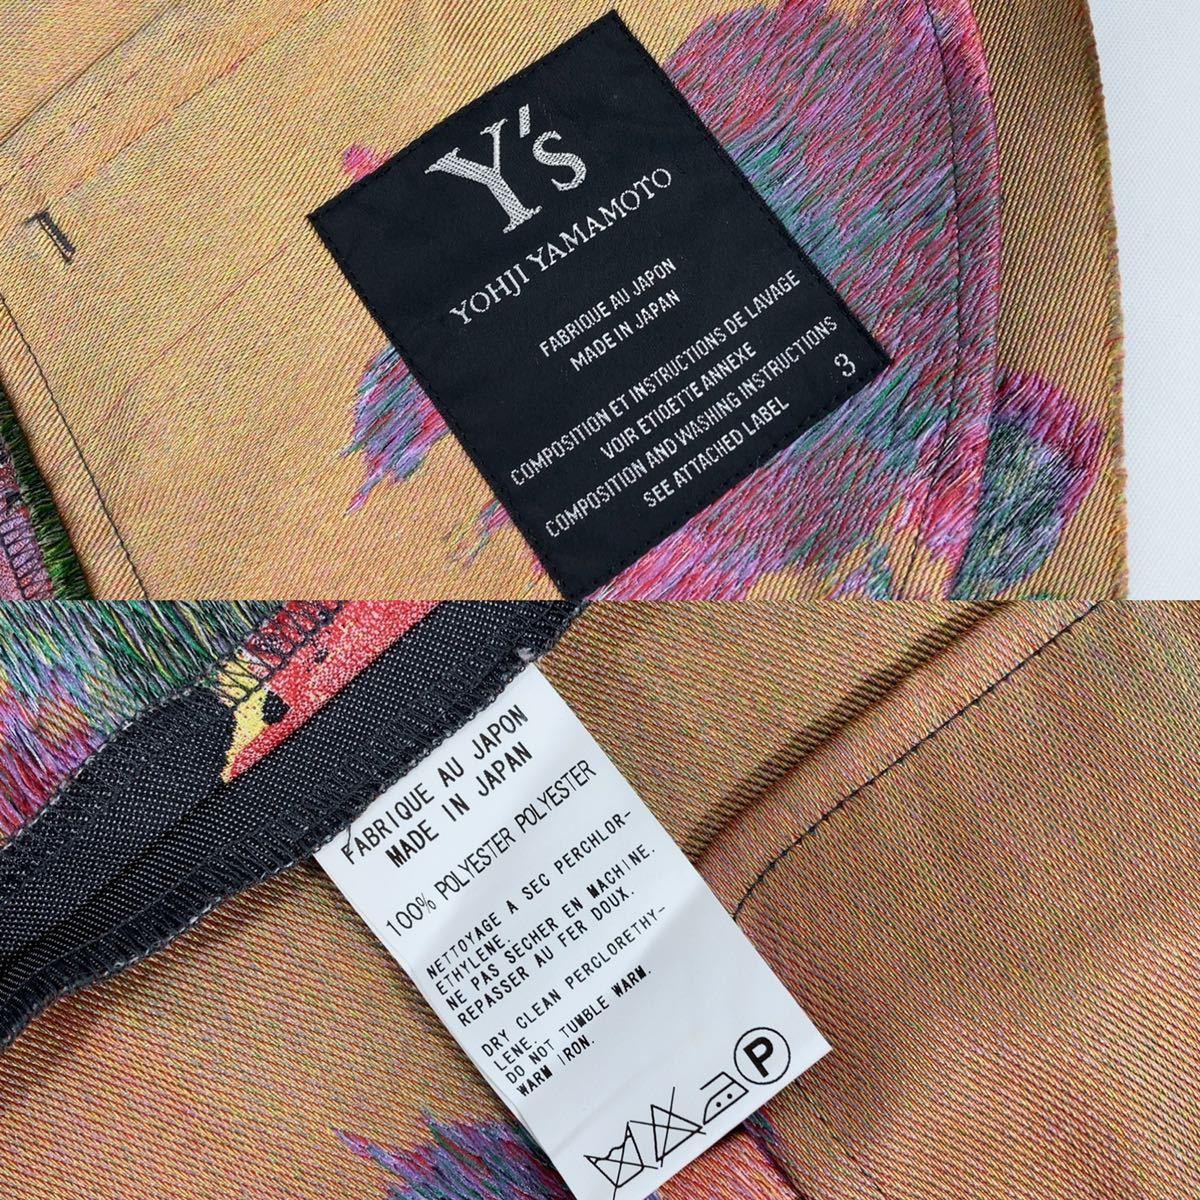 Y's
YOHJI YAMAMOTO
FABRIQUE AU JAPON
MADE IN JAPAN
COMPOSITION ET INSTRUCTIONS DE LAVAGE
VOIR ETIOETTE ANNEXE
COMPOSITION AND WASHING INSTRUCTIONS
SEE ATTACHED LABEL
3
FABRIQUE AU JAPON
MADE IN JAPAN
100% POLYESTER POLYESTER
NETTOYAGE A SEC PERCHLOR-
ETHYLENE.
NE PAS SECHER EN MACHINE.
REPASSER AU FER DOUX.
DRY CLEAN PERCLORETHY-
LENE.
DO NOT TUMBLE WARM.
WARM IRON.
P